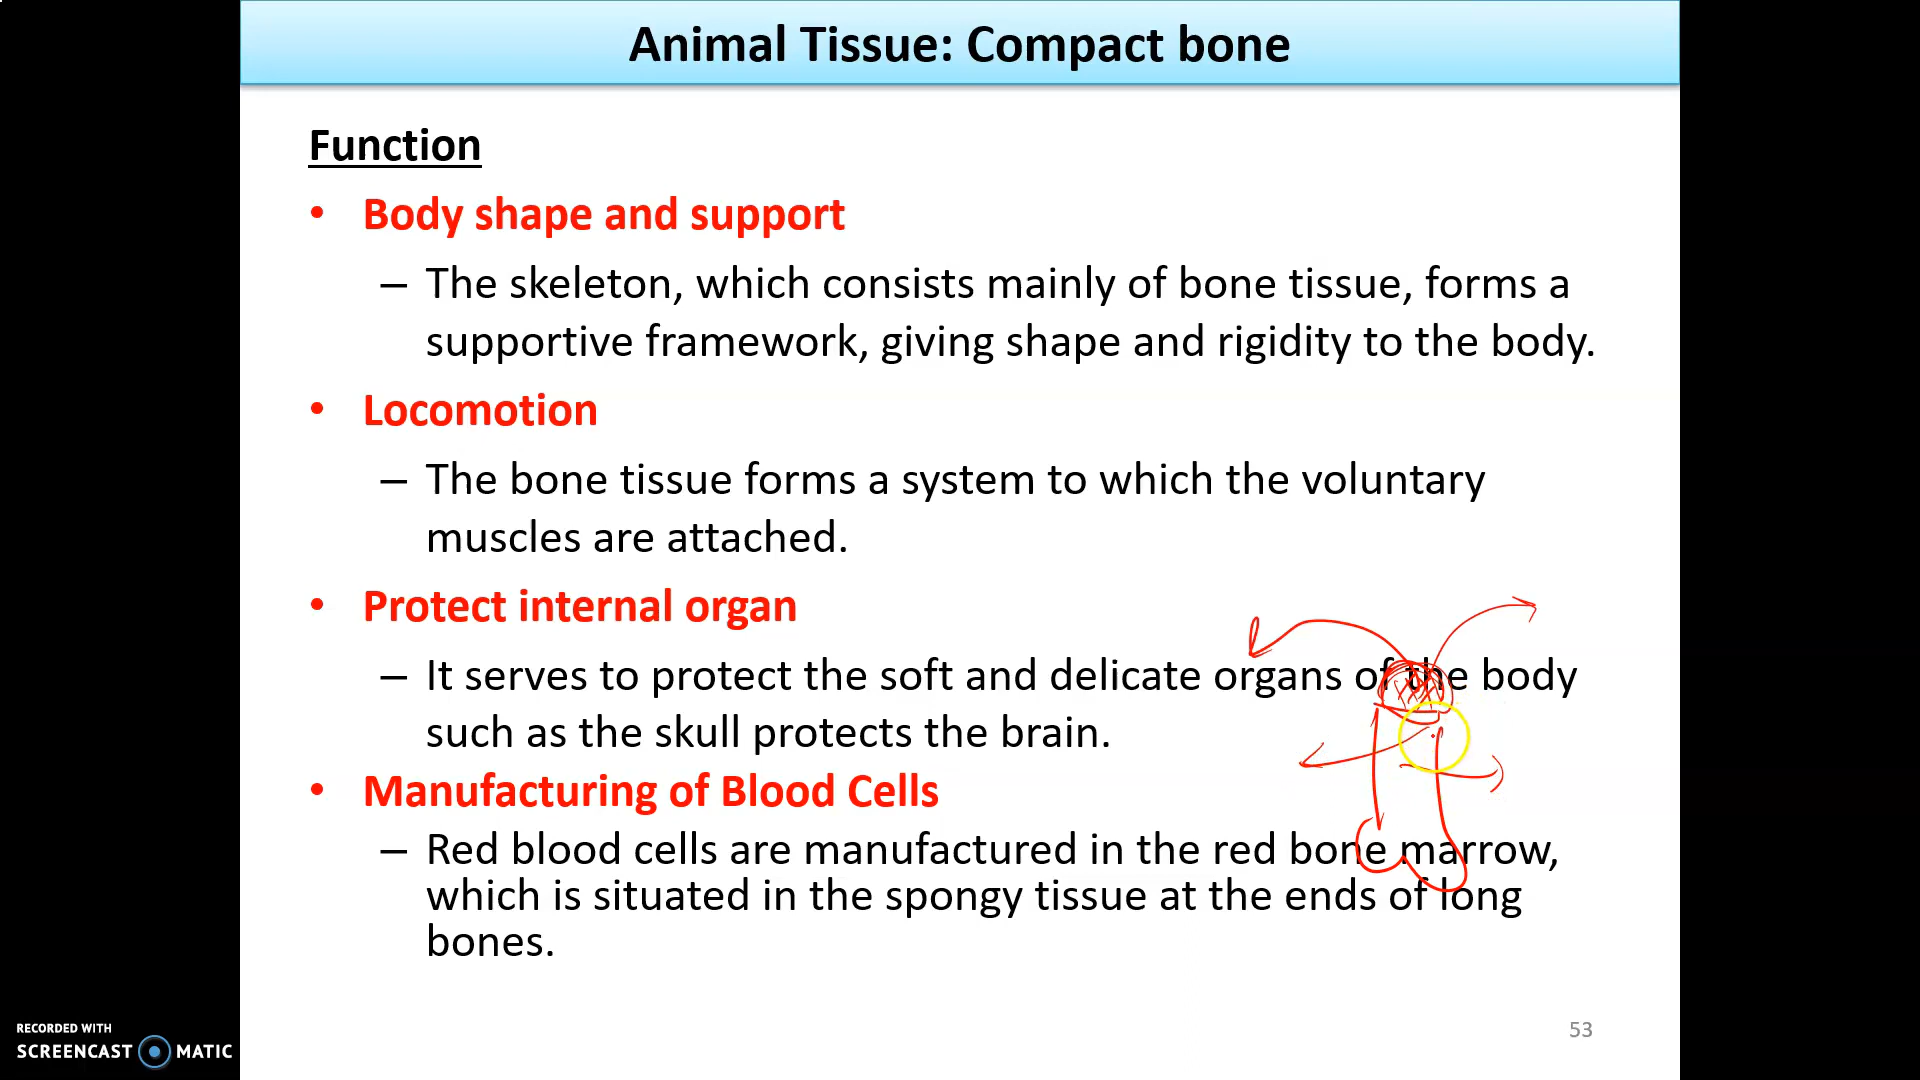 Animal Tissue: Compact bone
Function
• Body shape and support
– The skeleton, which consists mainly of bone tissue, forms a
supportive framework, giving shape and rigidity to the body.
• Locomotion
– The bone tissue forms a system to which the voluntary
muscles are attached.
• Protect internal organ
– It serves to protect the soft and delicate organs of the body
such as the skull protects the brain.
• Manufacturing of Blood Cells
– Red blood cells are manufactured in the red bone marrow,
which is situated in the spongy tissue at the ends of long
bones.
53
RECORDED WITH
SCREENCAST MATIC